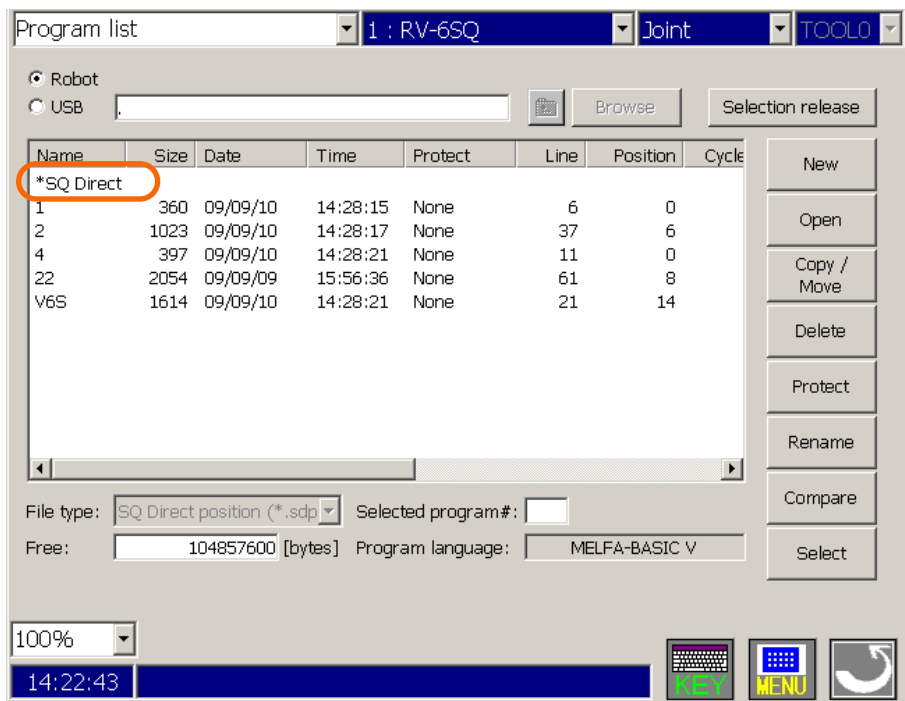 Program list 1 : RV-6SQ Joint TOOL0
Robot
USB . Browse Selection release
Name Size Date Time Protect Line Position Cycle
*SQ Direct
1 360 09/09/10 14:28:15 None 6 0
2 1023 09/09/10 14:28:17 None 37 6
4 397 09/09/10 14:28:21 None 11 0
22 2054 09/09/09 15:56:36 None 61 8
V6S 1614 09/09/10 14:28:21 None 21 14
New
Open
Copy /
Move
Delete
Protect
Rename
Compare
Select
File type: SQ Direct position (*.sdp Selected program#:
Free: 104857600 [bytes] Program language: MELFA-BASIC V
100%
14:22:43
KEY MENU